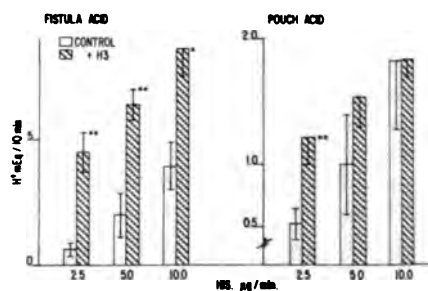 FISTULA ACID
POUCH ACID
CONTROL
+ H3
H⁺ mEq / 10 min
5
0
**
**
*
2.5
5.0
10.0
2.0
1.0
0.5
**
2.5
5.0
10.0
HIS. µg / min.